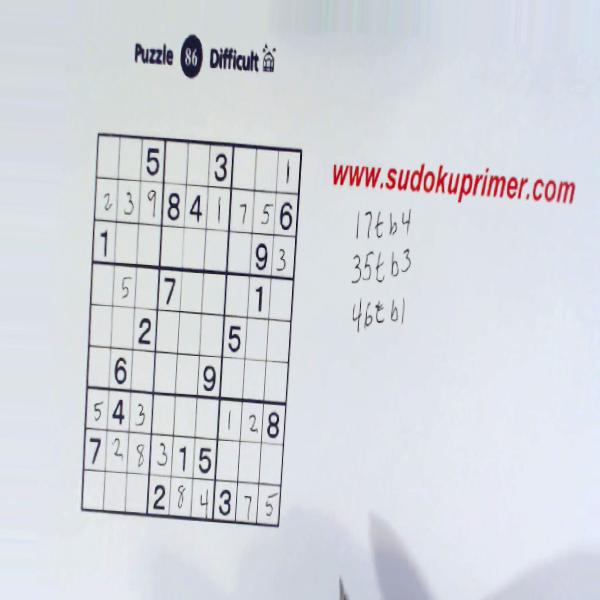 Puzzle 86 Difficult
5 3 1
2 3 9 8 4 1 7 5 6
1 9 3
5 7 1
2 5
6 9
5 4 3 1 2 8
7 2 8 3 1 5
2 8 4 3 7 5
www.sudokuprimer.com
17tb4
35tb3
46tb1